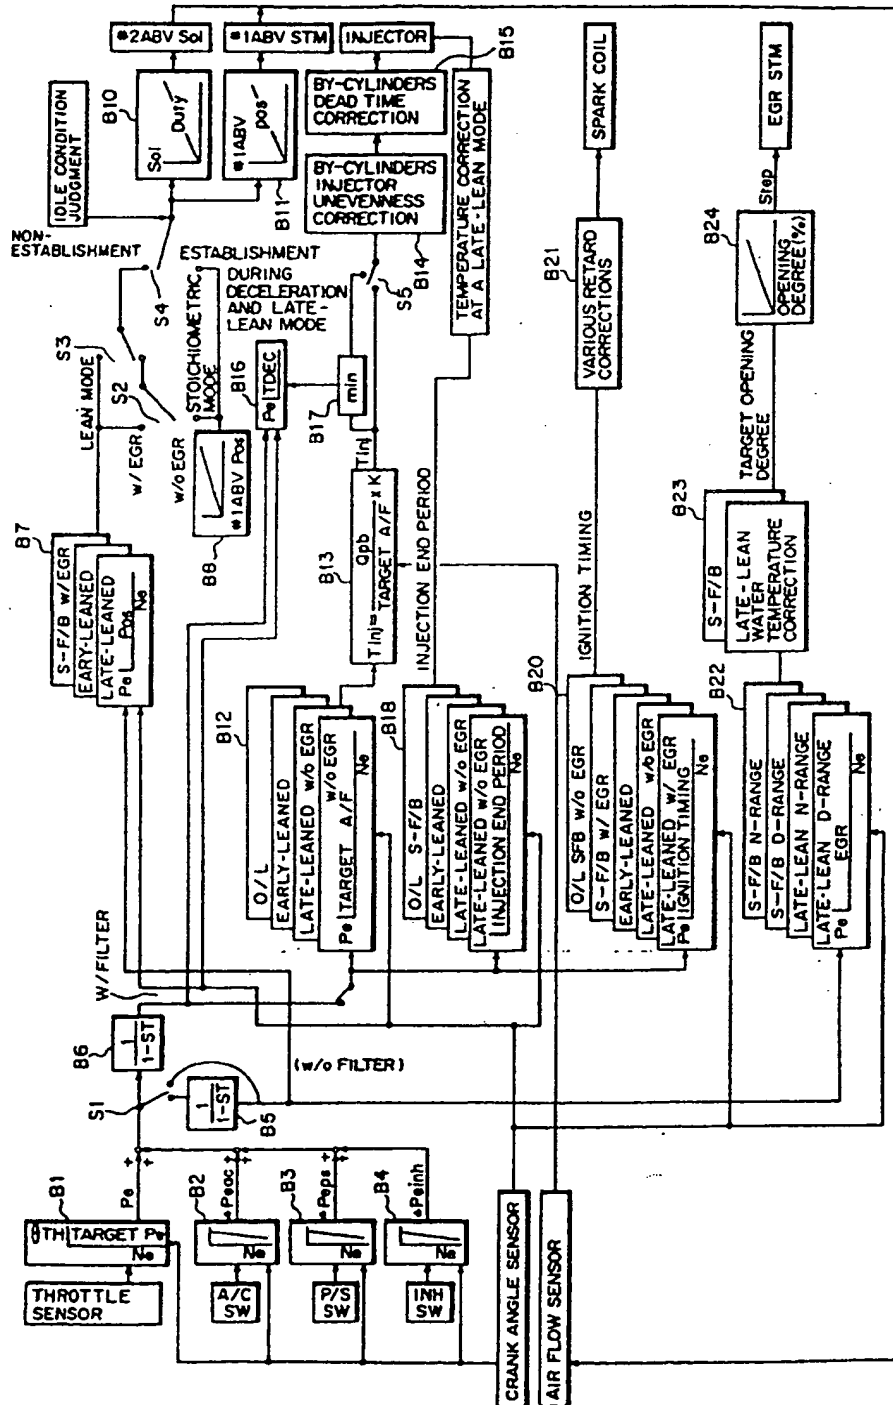 THROTTLE
SENSOR
B1
θTH TARGET Pe
Ne
Pe
A/C
SW
B2
Ne
▲Peac
P/S
SW
B3
Ne
▲Peps
INH
SW
B4
Ne
▲Peinh
CRANK ANGLE SENSOR
AIR FLOW SENSOR
S1
1
1-ST
B5
(w/o FILTER)
B6
1
1-ST
W/FILTER
B7
S-F/B w/EGR
EARY-LEANED
LATE-LEANED
Pe
Pos
Ne
LEAN MODE
S3
S2
w/EGR
w/o EGR
STOICHIOMETRIC
MODE
#1ABV Pos
B8
NON-
ESTABLISHMENT
S4
ESTABLISHMENT
IDLE CONDITION
JUDGMENT
B10
Sol
Duty
#2ABV Sol
#1ABV
pos
B11
#1ABV STM
B12
O/L
EARLY-LEANED
LATE-LEANED w/o EGR
w/o EGR
Pe TARGET A/F
Ne
B13
Tinj=
Qpb
TARGET A/F
x K
Tinj
B16
Pe TDEC
B17
min
DURING
DECELERATION
AND LATE-
LEAN MODE
S5
BY-CYLINDERS
INJECTOR
UNEVENNESS
CORRECTION
B14
BY-CYLINDERS
DEAD TIME
CORRECTION
B15
INJECTOR
B18
O/L S-F/B
EARLY-LEANED
LATE-LEANED w/o EGR
LATE-LEANED w/o EGR
INJECTION END PERIOD
Ne
INJECTION END PERIOD
TEMPERATURE CORRECTION
AT A LATE-LEAN MODE
B20
O/L SFB w/o EGR
S-F/B w/ EGR
EARLY-LEANED
LATE-LEANED w/o EGR
LATE-LEANED w/ EGR
Pe IGNITION TIMING
Ne
IGNITION TIMING
B21
VARIOUS RETARD
CORRECTIONS
SPARK COIL
B22
S-F/B N-RANGE
S-F/B D-RANGE
LATE-LEAN N-RANGE
LATE-LEAN D-RANGE
Pe
EGR
Ne
B23
S-F/B
LATE-LEAN
WATER
TEMPERATURE
CORRECTION
TARGET OPENING
DEGREE
B24
OPENING
DEGREE(%)
Step
EGR STM